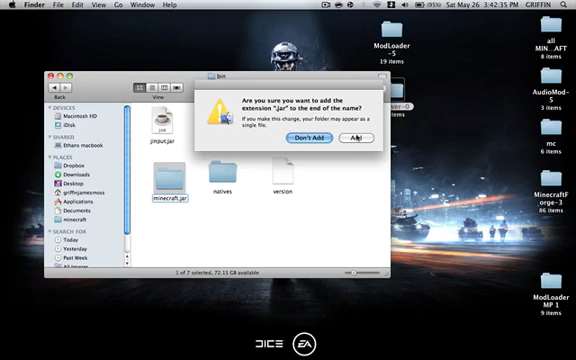 Finder File Edit View Go Window Help
(95%) Sat May 26 3:42:35 PM GRIFFIN
bin
Back
View
DEVICES
Macintosh HD
iDisk
SHARED
Ethans macbook
PLACES
Dropbox
Downloads
Desktop
griffinjamesmoss
Applications
Documents
minecraft
SEARCH FOR
Today
Yesterday
Past Week
jinput.jar
minecraft.jar
natives
version
1 of 7 selected, 72.15 GB available
Are you sure you want to add the
extension ".jar" to the end of the name?
If you make this change, your folder may appear as a
single file.
Don't Add
Add
ModLoader
-5
19 items
all
MIN...AFT
8 items
AudioMod-
5
3 items
mc
6 items
MinecraftF
orge-3
86 items
ModLoader
MP 1
9 items
DICE
EA